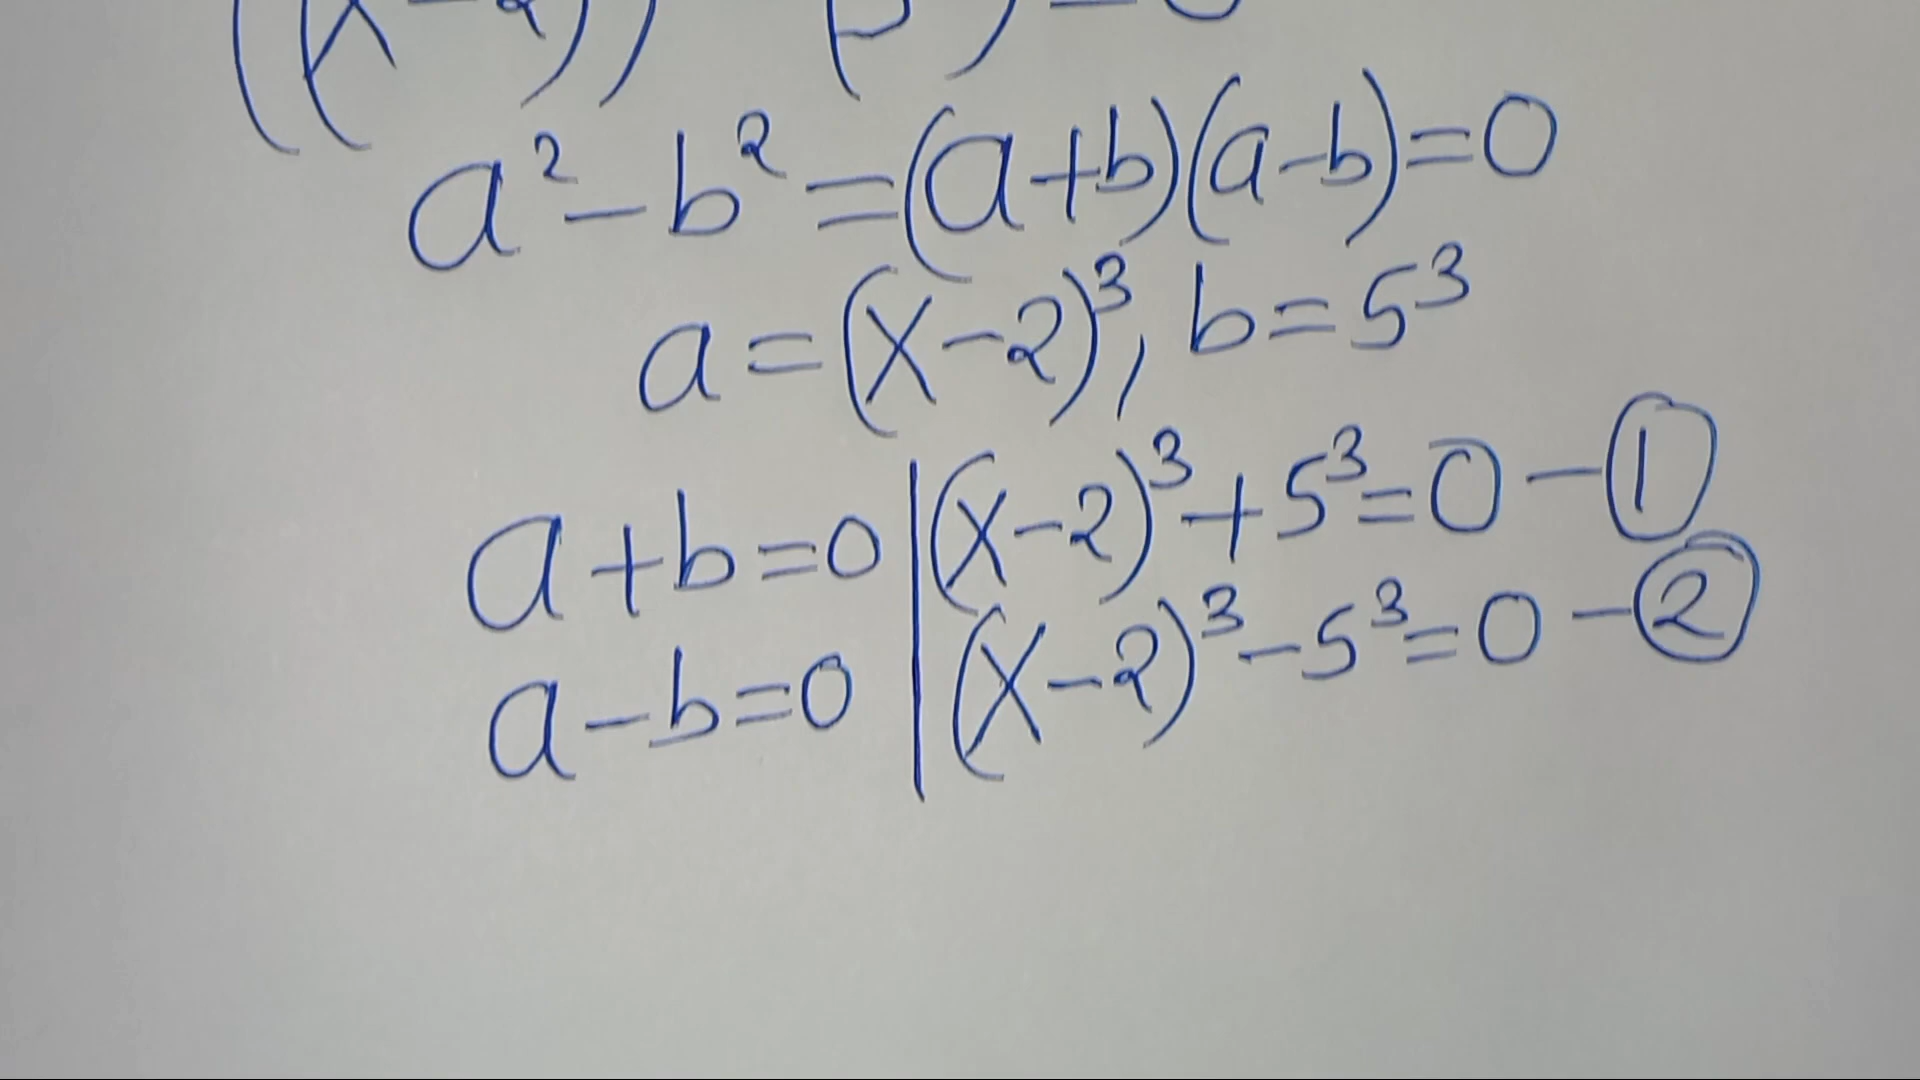 a² - b² = (a+b)(a-b) = 0
a = (x-2)³, b = 5³
a+b=0 | (x-2)³ + 5³ = 0 - ①
a-b=0 | (x-2)³ - 5³ = 0 - ②